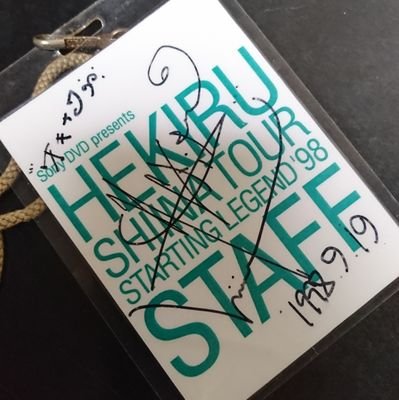 Sony DVD presents
HEKIRU
SHIINA TOUR
STARTING LEGEND '98
STAFF
1998.9.19